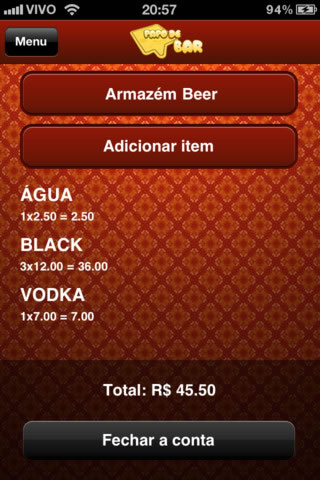 VIVO 20:57 94%
Menu
PAPO DE
BAR
Armazém Beer
Adicionar item
ÁGUA
1x2.50 = 2.50
BLACK
3x12.00 = 36.00
VODKA
1x7.00 = 7.00
Total: R$ 45.50
Fechar a conta